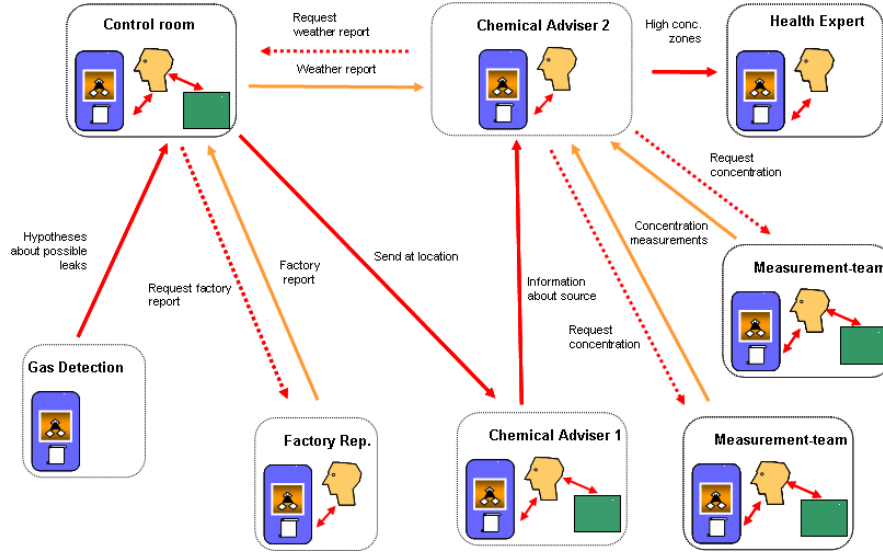 Control room
Request
weather report
Weather report
Chemical Adviser 2
High conc.
zones
Health Expert
Request
concentration
Hypotheses
about possible
leaks
Request factory
report
Factory
report
Send at location
Information
about source
Concentration
measurements
Request
concentration
Measurement-team
Gas Detection
Factory Rep.
Chemical Adviser 1
Measurement-team